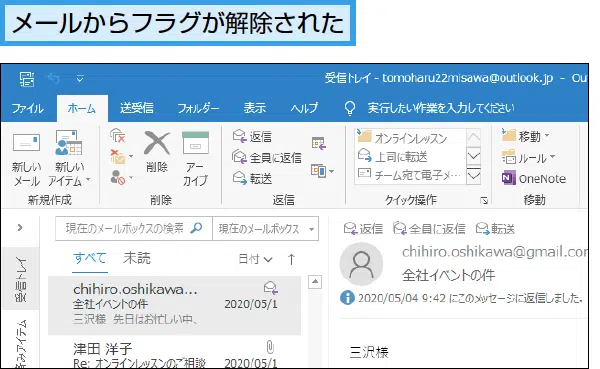 メールからフラグが解除された
受信トレイ - tomoharu22misawa@outlook.jp - Ou
ファイル ホーム 送受信 フォルダー 表示 ヘルプ 実行したい作業を入力してください
新しい メール
新しい アイテム
削除
アー カイブ
返信
全員に返信
転送
オンラインレッスン
上司に転送
チーム宛て電子メ...
移動
ルール
OneNote
新規作成 削除 返信 クイック操作 移動
現在のメールボックスの検索 現在のメールボックス
すべて 未読 日付
受信トレイ
chihiro.oshikawa...
全社イベントの件 2020/05/1
三沢様 先日はお忙しい中、
津田 洋子
Re: オンラインレッスンのご相談 2020/05/1
済みアイテム
返信 全員に返信 転送
chihiro.oshikawa@gmail.con
全社イベントの件
2020/05/04 9:42 にこのメッセージに返信しました。
三沢様